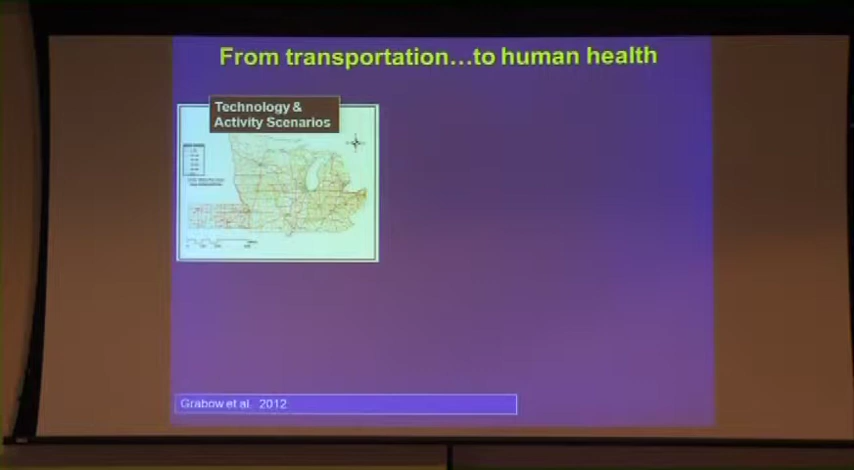 From transportation…to human health
Technology &
Activity Scenarios
Grabow et al. 2012